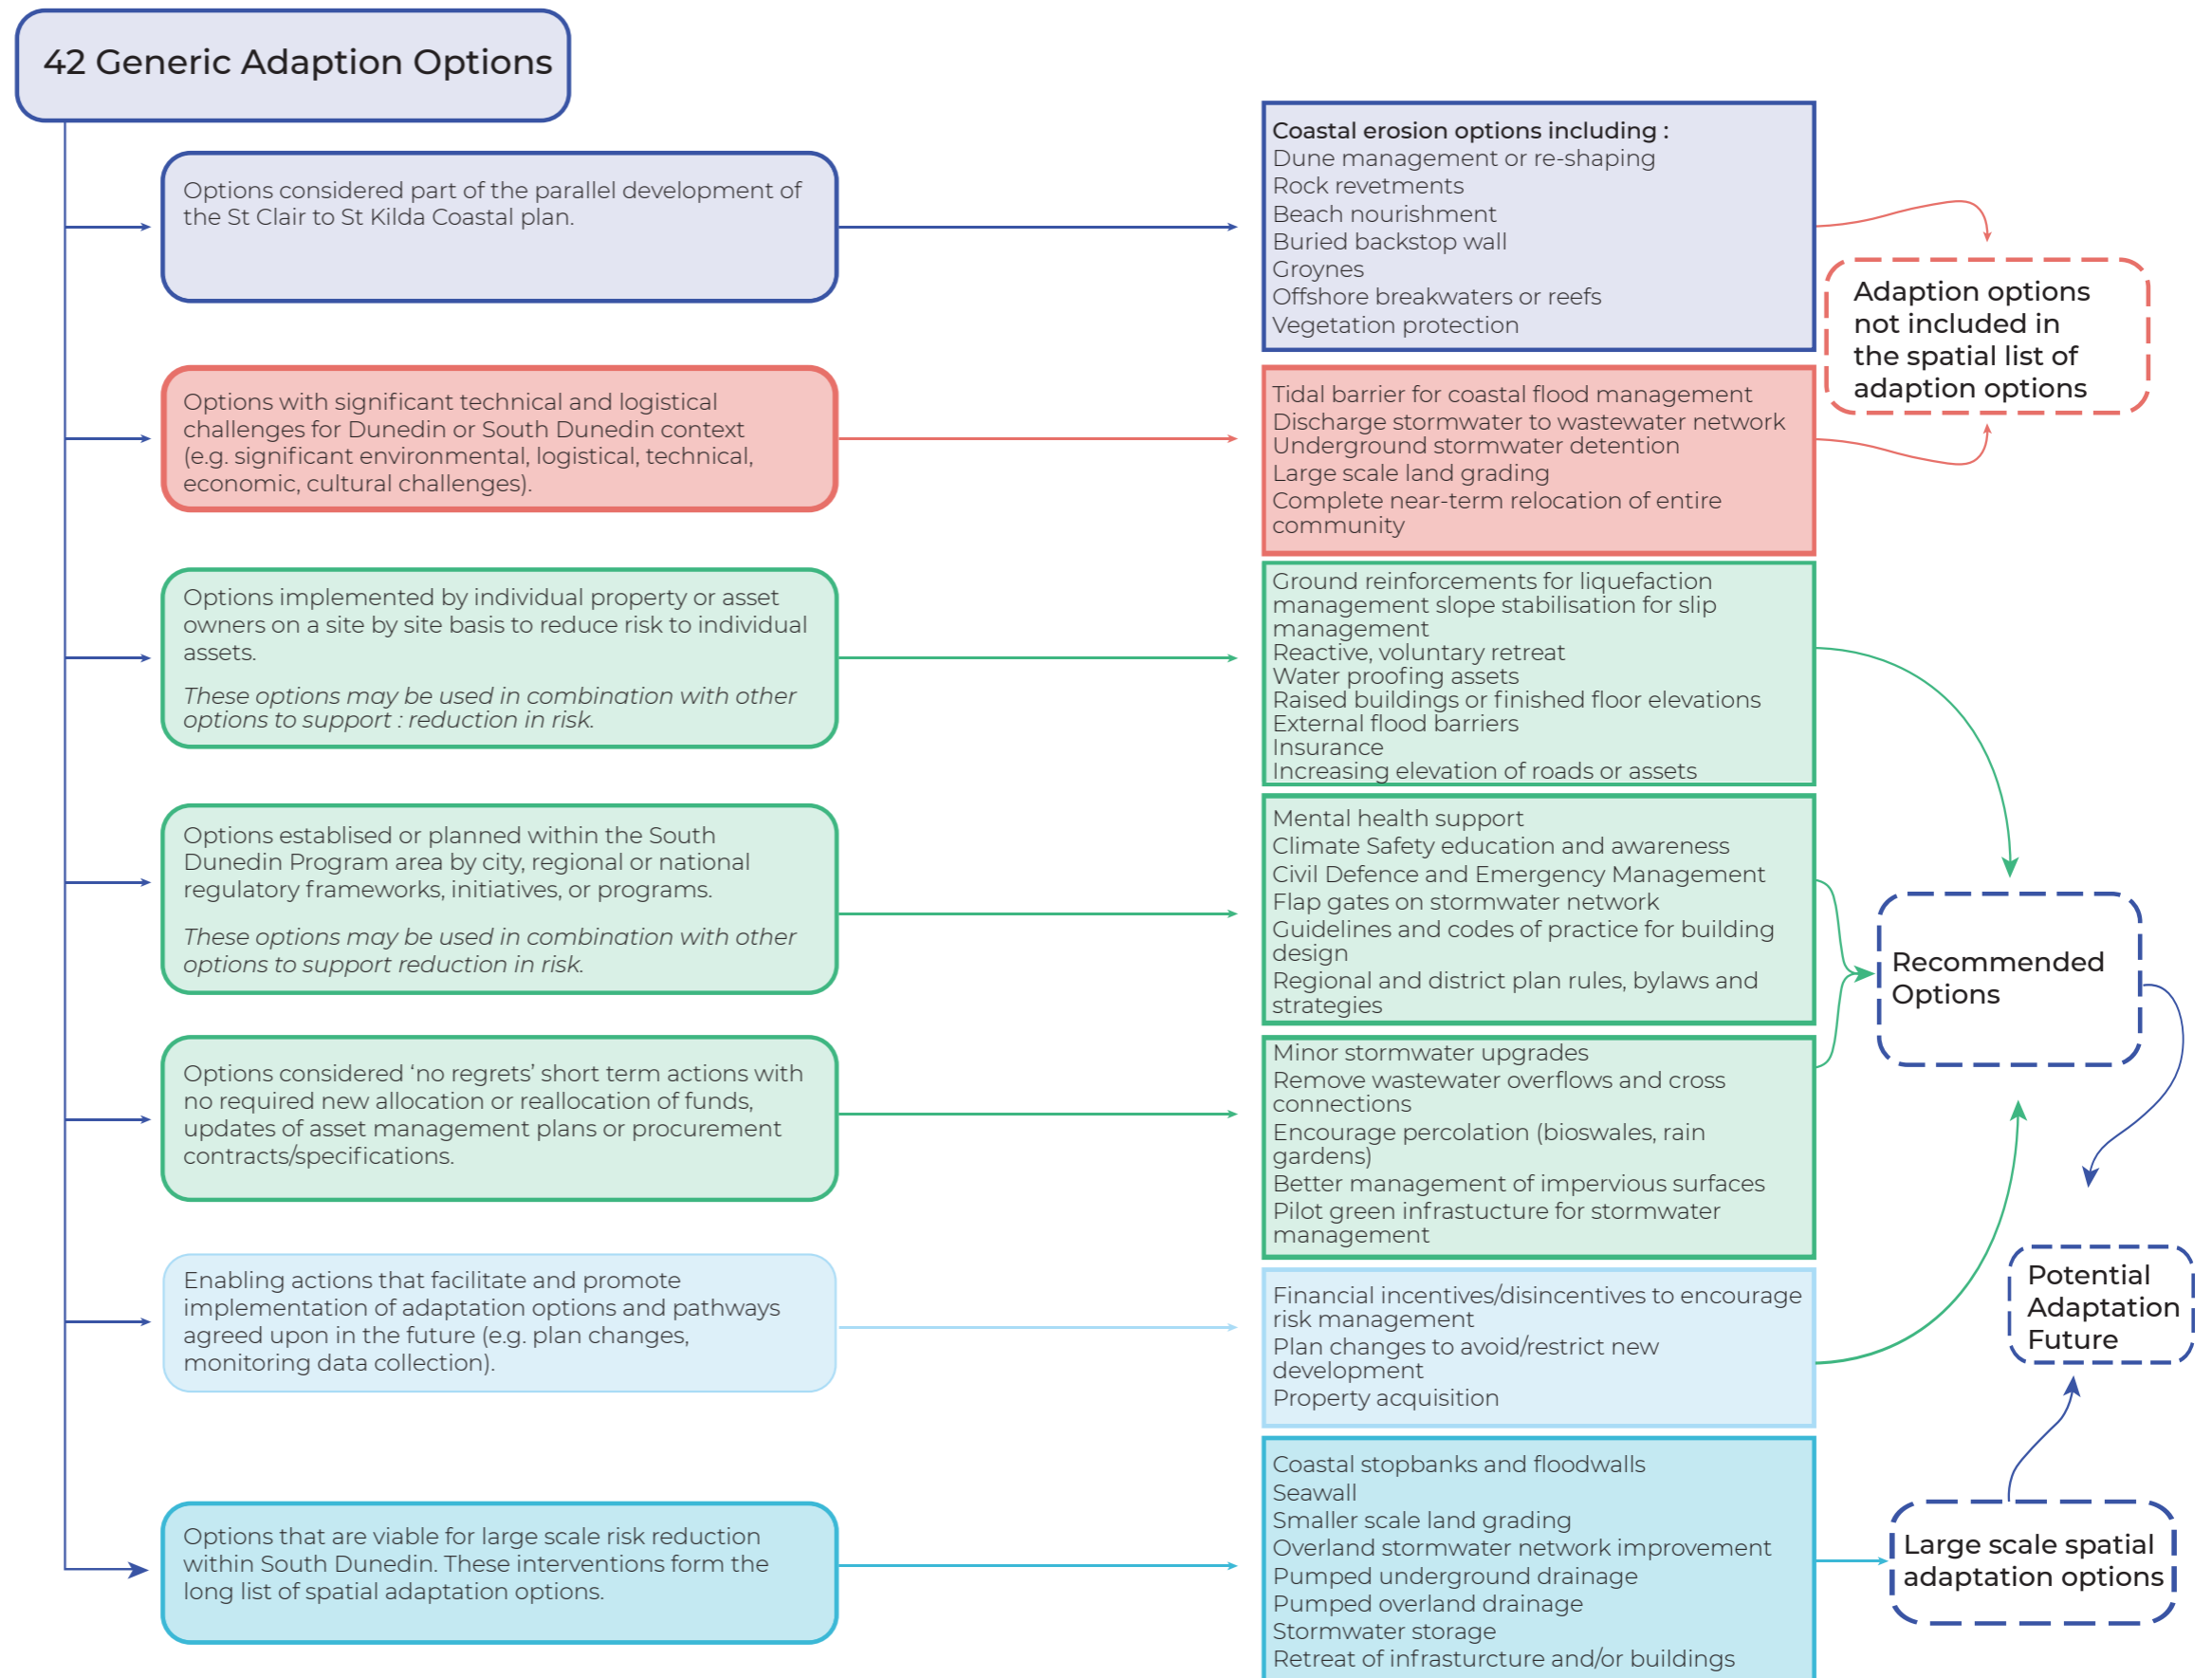 42 Generic Adaption Options
Options considered part of the parallel development of
the St Clair to St Kilda Coastal plan.
Coastal erosion options including :
Dune management or re-shaping
Rock revetments
Beach nourishment
Buried backstop wall
Groynes
Offshore breakwaters or reefs
Vegetation protection
Adaption options
not included in
the spatial list of
adaption options
Options with significant technical and logistical
challenges for Dunedin or South Dunedin context
(e.g. significant environmental, logistical, technical,
economic, cultural challenges).
Tidal barrier for coastal flood management
Discharge stormwater to wastewater network
Underground stormwater detention
Large scale land grading
Complete near-term relocation of entire
community
Options implemented by individual property or asset
owners on a site by site basis to reduce risk to individual
assets.
These options may be used in combination with other
options to support : reduction in risk.
Ground reinforcements for liquefaction
management slope stabilisation for slip
management
Reactive, voluntary retreat
Water proofing assets
Raised buildings or finished floor elevations
External flood barriers
Insurance
Increasing elevation of roads or assets
Options establised or planned within the South
Dunedin Program area by city, regional or national
regulatory frameworks, initiatives, or programs.
These options may be used in combination with other
options to support reduction in risk.
Mental health support
Climate Safety education and awareness
Civil Defence and Emergency Management
Flap gates on stormwater network
Guidelines and codes of practice for building
design
Regional and district plan rules, bylaws and
strategies
Recommended
Options
Options considered ‘no regrets’ short term actions with
no required new allocation or reallocation of funds,
updates of asset management plans or procurement
contracts/specifications.
Minor stormwater upgrades
Remove wastewater overflows and cross
connections
Encourage percolation (bioswales, rain
gardens)
Better management of impervious surfaces
Pilot green infrastucture for stormwater
management
Enabling actions that facilitate and promote
implementation of adaptation options and pathways
agreed upon in the future (e.g. plan changes,
monitoring data collection).
Financial incentives/disincentives to encourage
risk management
Plan changes to avoid/restrict new
development
Property acquisition
Potential
Adaptation
Future
Options that are viable for large scale risk reduction
within South Dunedin. These interventions form the
long list of spatial adaptation options.
Coastal stopbanks and floodwalls
Seawall
Smaller scale land grading
Overland stormwater network improvement
Pumped underground drainage
Pumped overland drainage
Stormwater storage
Retreat of infrasturcture and/or buildings
Large scale spatial
adaptation options